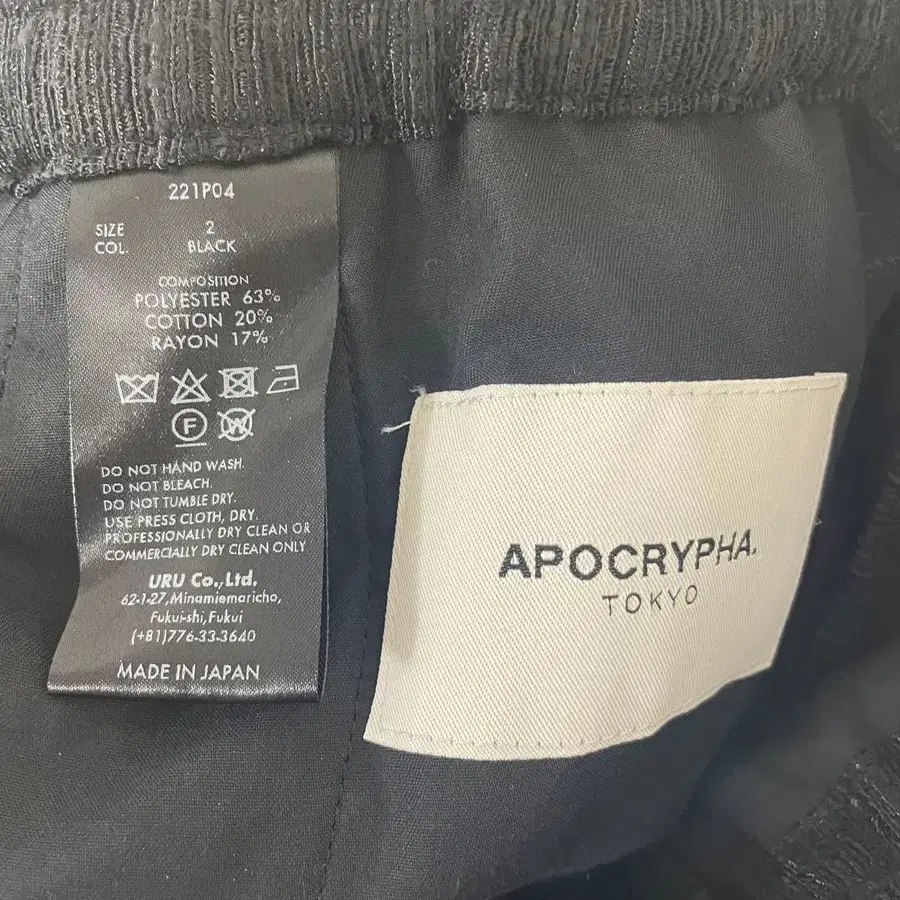 221P04
SIZE 2
COL. BLACK
COMPOSITION
POLYESTER 63%
COTTON 20%
RAYON 17%
F W
DO NOT HAND WASH.
DO NOT BLEACH.
DO NOT TUMBLE DRY.
USE PRESS CLOTH, DRY.
PROFESSIONALLY DRY CLEAN OR
COMMERCIALLY DRY CLEAN ONLY
URU Co.,Ltd.
62-1-27,Minamiemaricho,
Fukui-shi,Fukui
(+81)776-33-3640
MADE IN JAPAN
APOCRYPHA.
TOKYO